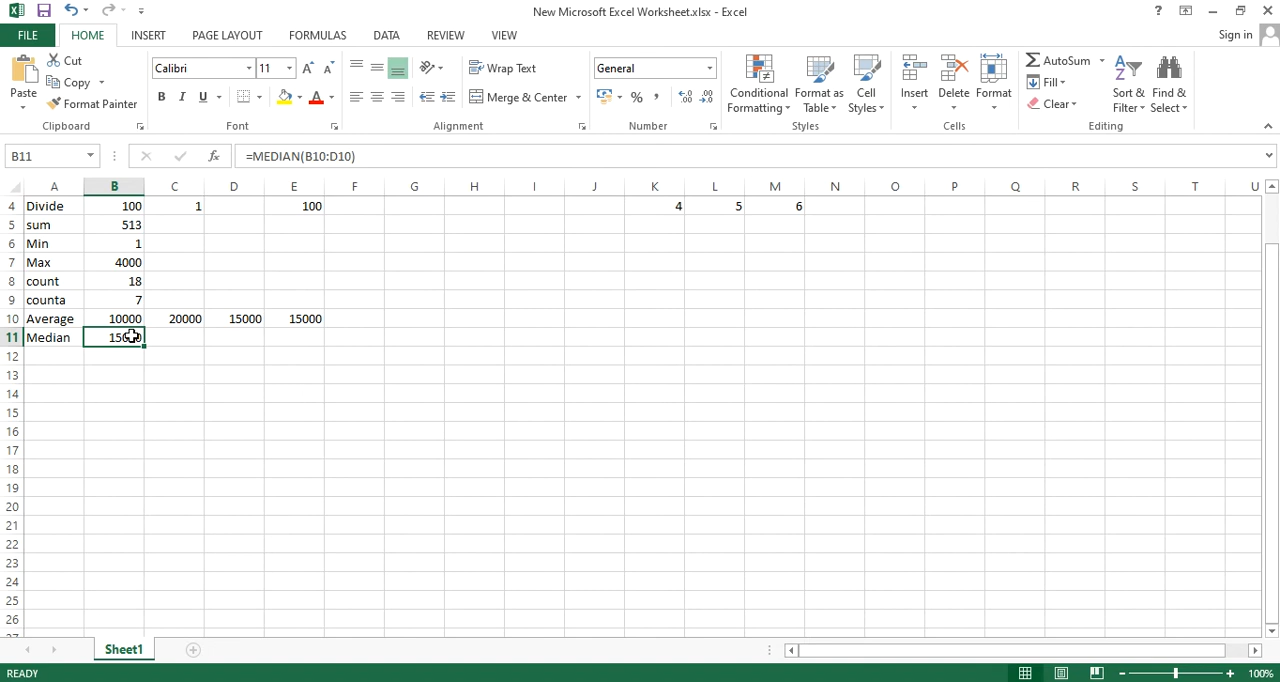 New Microsoft Excel Worksheet.xlsx - Excel
?
FILE HOME INSERT PAGE LAYOUT FORMULAS DATA REVIEW VIEW Sign in
Paste
Cut
Copy
Format Painter
Clipboard
Calibri 11
B I U
Font
Wrap Text
Merge & Center
Alignment
General
%
Number
Conditional Formatting
Format as Table
Cell Styles
Styles
Insert Delete Format
Cells
AutoSum
Fill
Clear
Sort & Filter
Find & Select
Editing
B11 fx =MEDIAN(B10:D10)
A B C D E F G H I J K L M N O P Q R S T U
4 Divide 100 1 100 4 5 6
5 sum 513
6 Min 1
7 Max 4000
8 count 18
9 counta 7
10 Average 10000 20000 15000 15000
11 Median
12
13
14
15
16
17
18
19
20
21
22
23
24
25
26
Sheet1
READY 100%